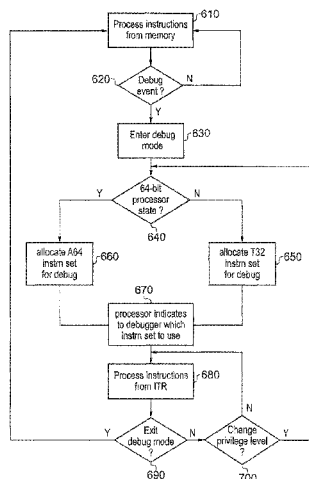 610
Process instructions
from memory
620
Debug
event ?
N
Y
Enter debug
mode
630
Y
64-bit
processor
state ?
N
640
allocate A64
instrn set
for debug
660
allocate T32
instrn set
for debug
650
670
processor indicates
to debugger which
instrn set to use
Process instructions
from ITR
680
N
Y
Exit
debug mode
?
N
Change
privilege level
?
Y
690
700